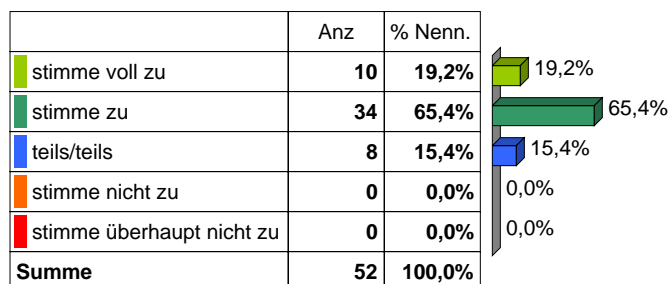 Anz % Nenn.
stimme voll zu 10 19,2% 19,2%
stimme zu 34 65,4% 65,4%
teils/teils 8 15,4% 15,4%
stimme nicht zu 0 0,0% 0,0%
stimme überhaupt nicht zu 0 0,0% 0,0%
Summe 52 100,0%